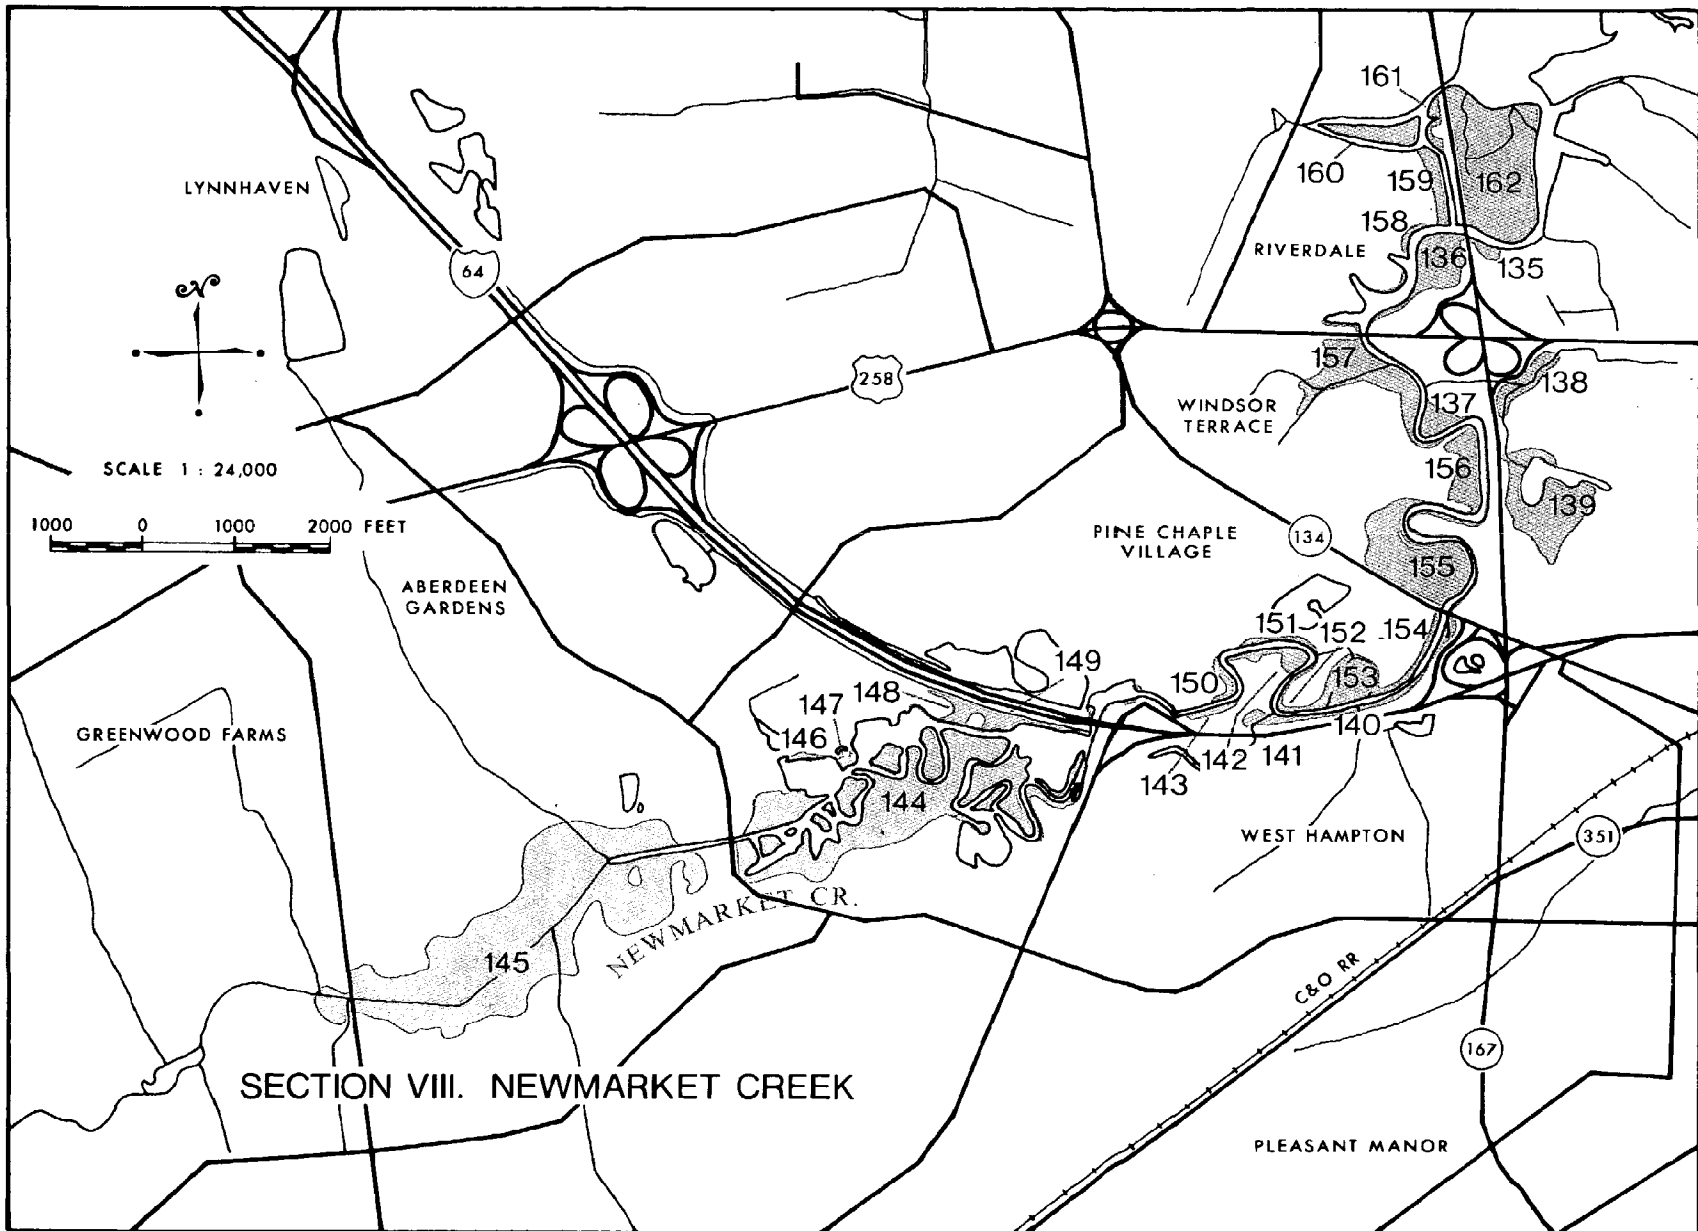 161
LYNNHAVEN
160
159
162
158
RIVERDALE
136
135
N
64
157
138
258
WINDSOR
TERRACE
137
SCALE 1 : 24,000
156
139
1000 0 1000 2000 FEET
PINE CHAPLE
VILLAGE
134
155
ABERDEEN
GARDENS
151
152
154
149
150
153
148
147
GREENWOOD FARMS
146
140
142
141
143
144
WEST HAMPTON
351
NEWMARKET CR.
145
C&O RR
167
SECTION VIII. NEWMARKET CREEK
PLEASANT MANOR